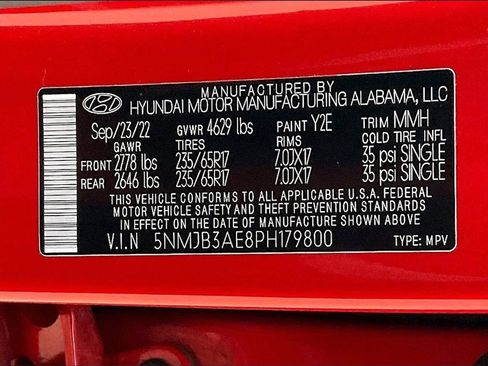 MANUFACTURED BY
HYUNDAI MOTOR MANUFACTURING ALABAMA, LLC
Sep/23/22 GVWR 4629 lbs PAINT Y2E TRIM MMH
GAWR TIRES RIMS COLD TIRE INFL
FRONT 2778 lbs 235/65R17 7.0JX17 35 psi SINGLE
REAR 2646 lbs 235/65R17 7.0JX17 35 psi SINGLE
THIS VEHICLE CONFORMS TO ALL APPLICABLE U.S.A. FEDERAL
MOTOR VEHICLE SAFETY AND THEFT PREVENTION STANDARDS
IN EFFECT ON THE DATE OF MANUFACTURE SHOWN ABOVE.
V.I.N 5NMJB3AE8PH179800 TYPE: MPV